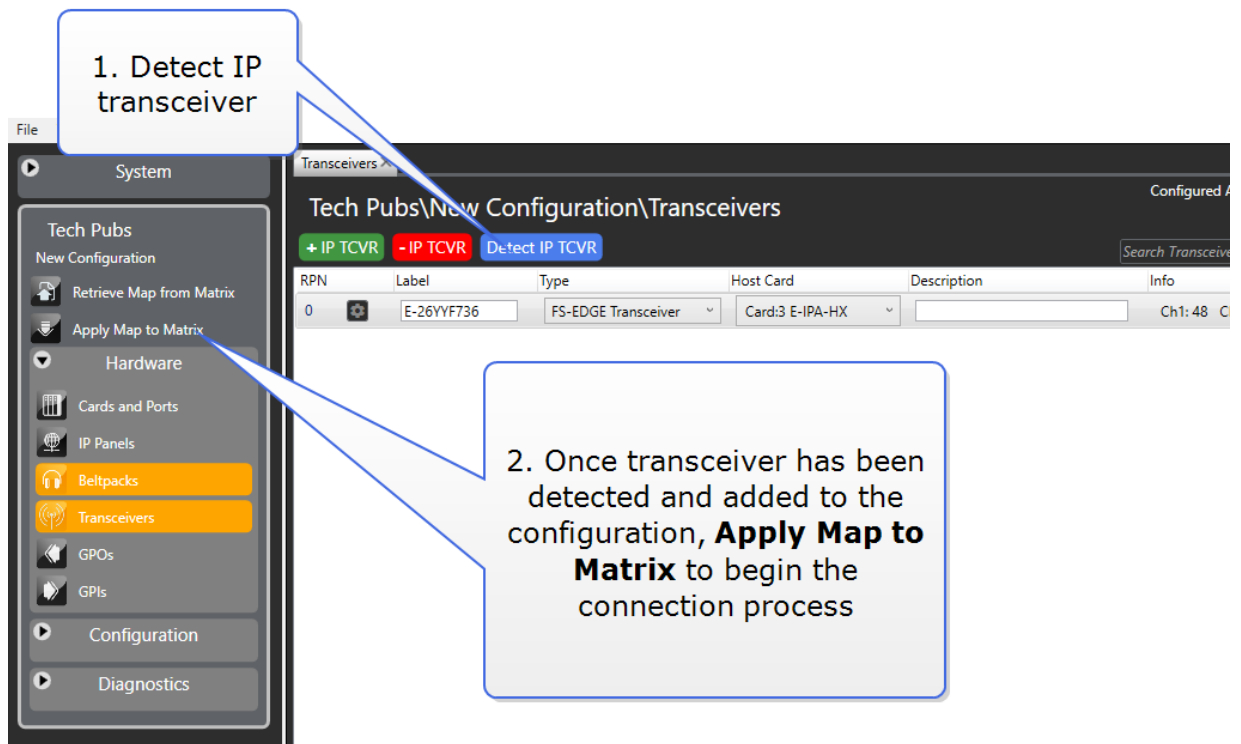 1. Detect IP
transceiver
File
System
Tech Pubs
New Configuration
Retrieve Map from Matrix
Apply Map to Matrix
Hardware
Cards and Ports
IP Panels
Beltpacks
Transceivers
GPOs
GPIs
Configuration
Diagnostics
Transceivers ×
Configured A
Tech Pubs\New Configuration\Transceivers
+ IP TCVR - IP TCVR Detect IP TCVR
Search Transceive
RPN Label Type Host Card Description Info
0 E-26YYF736 FS-EDGE Transceiver Card:3 E-IPA-HX Ch1: 48 C
2. Once transceiver has been
detected and added to the
configuration, Apply Map to
Matrix to begin the
connection process